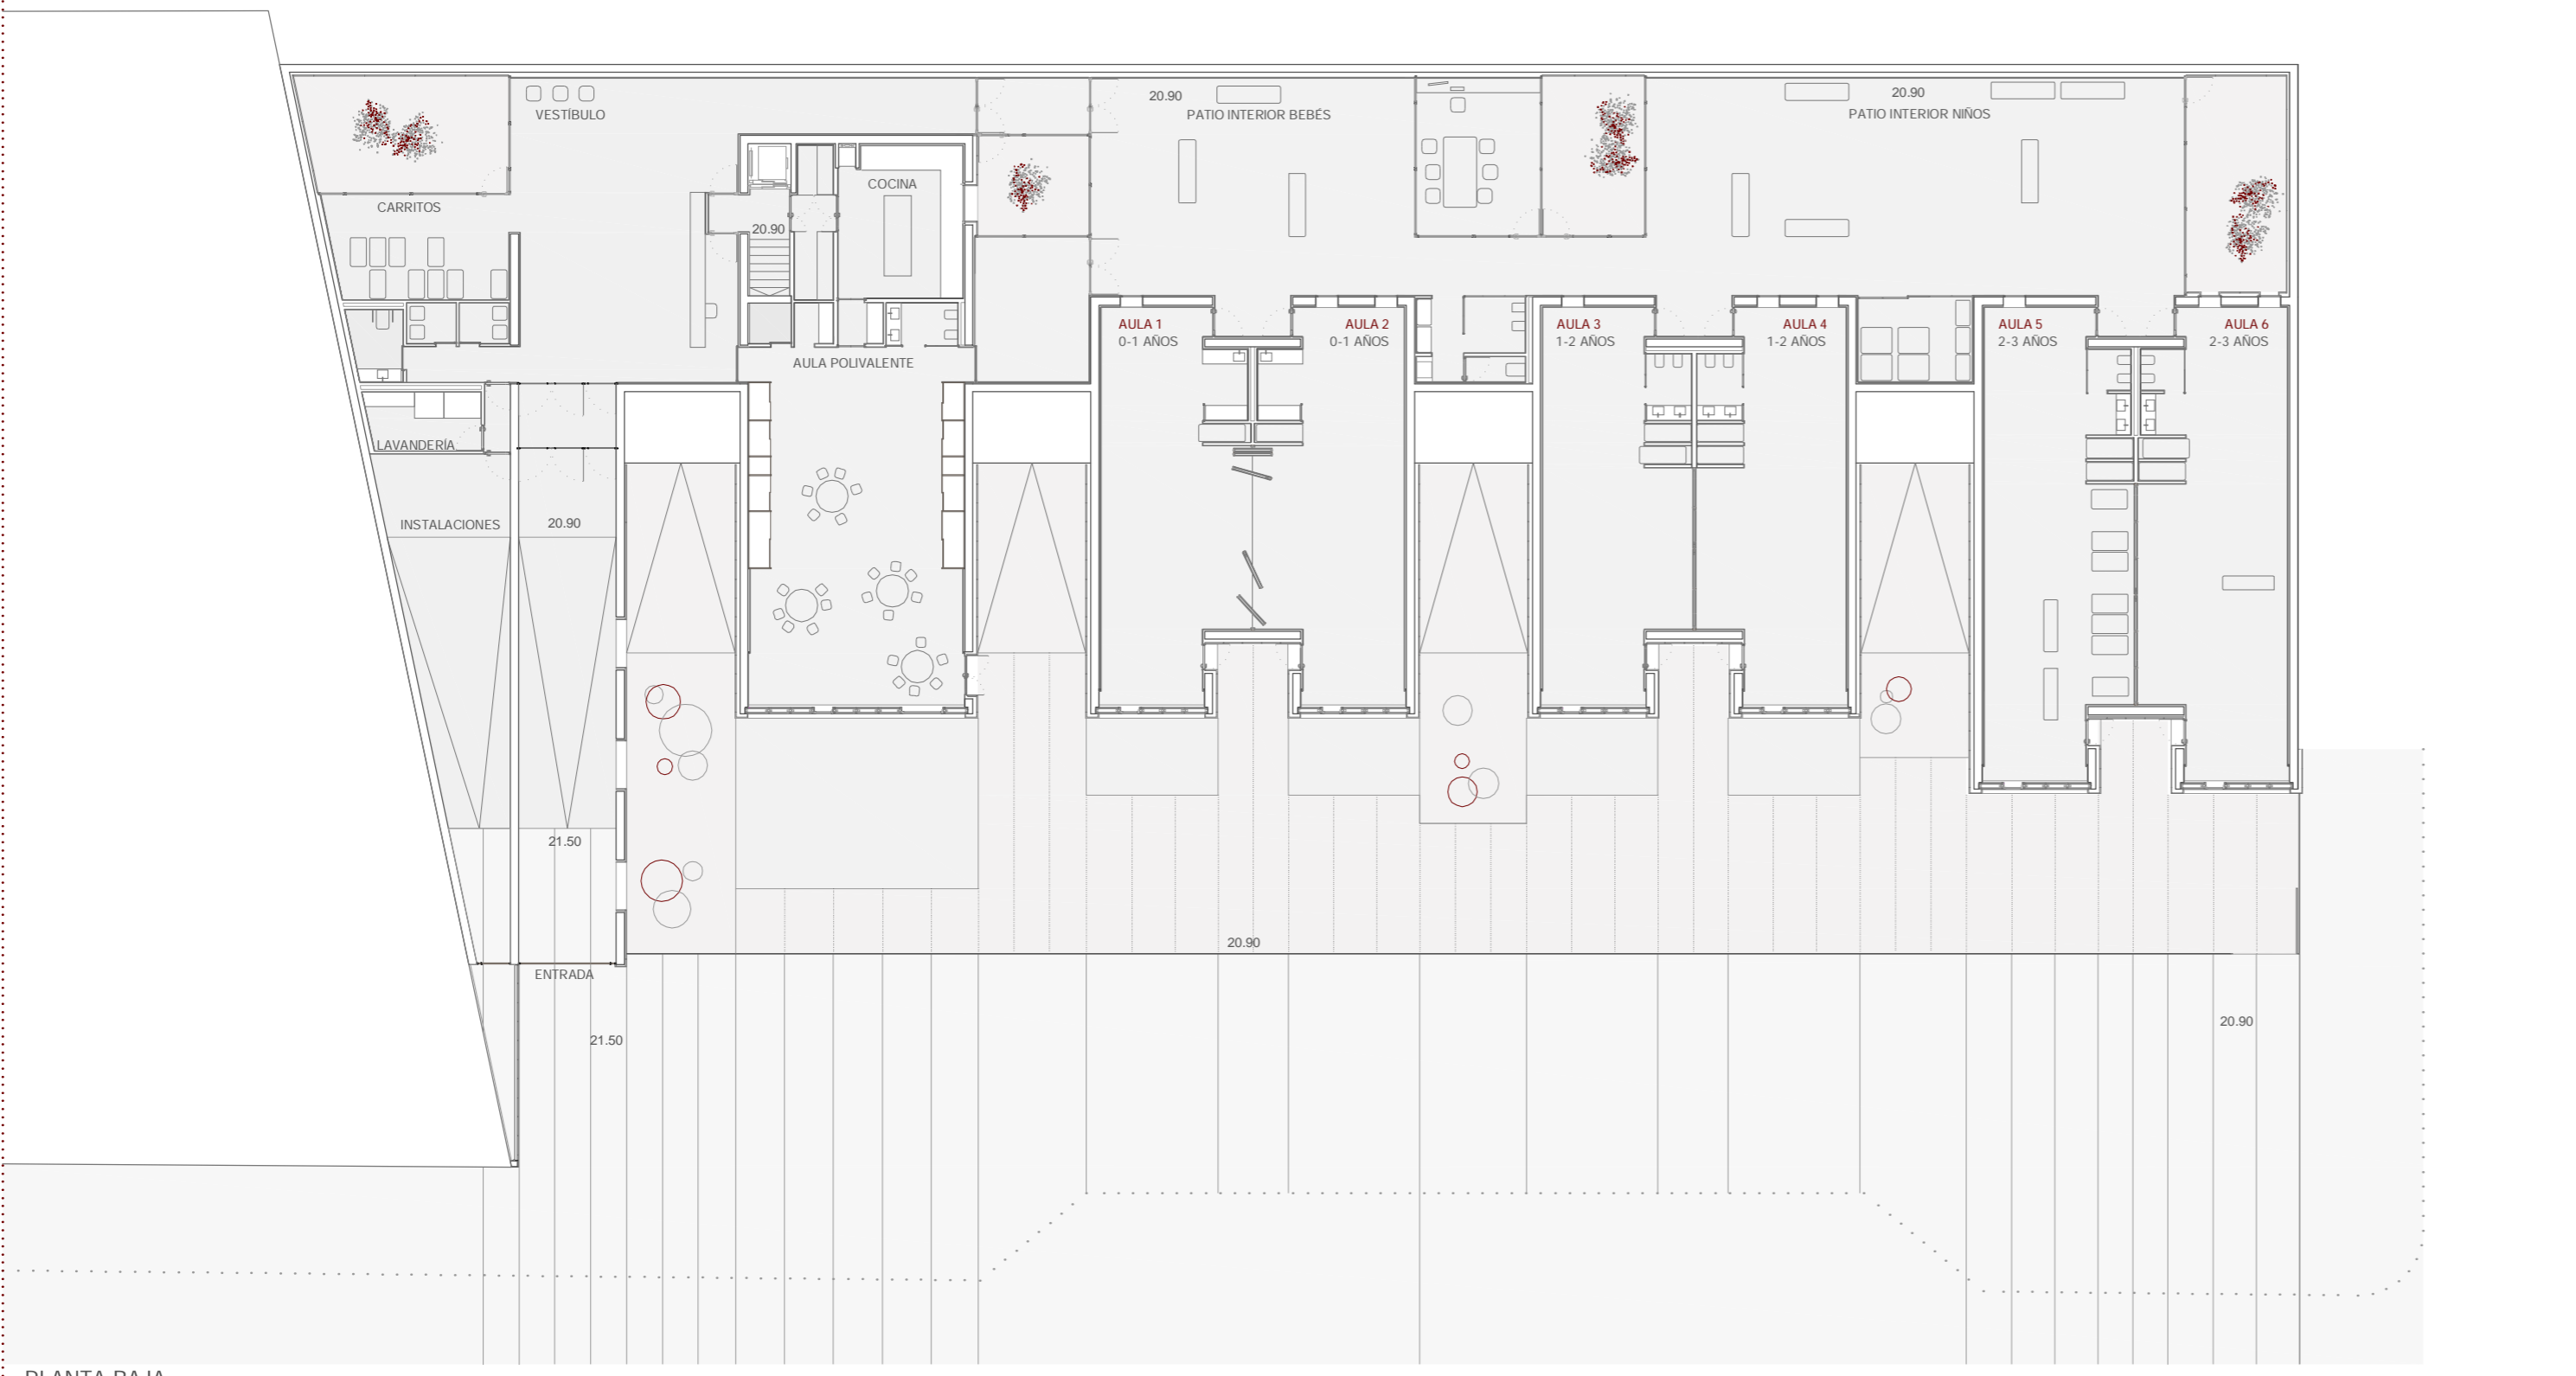 20.90
PATIO INTERIOR BEBÉS
20.90
PATIO INTERIOR NIÑOS
VESTÍBULO
COCINA
CARRITOS
20.90
AULA 1
0-1 AÑOS
AULA 2
0-1 AÑOS
AULA 3
1-2 AÑOS
AULA 4
1-2 AÑOS
AULA 5
2-3 AÑOS
AULA 6
2-3 AÑOS
AULA POLIVALENTE
LAVANDERÍA
INSTALACIONES
20.90
21.50
20.90
ENTRADA
20.90
21.50
PLANTA BAJA